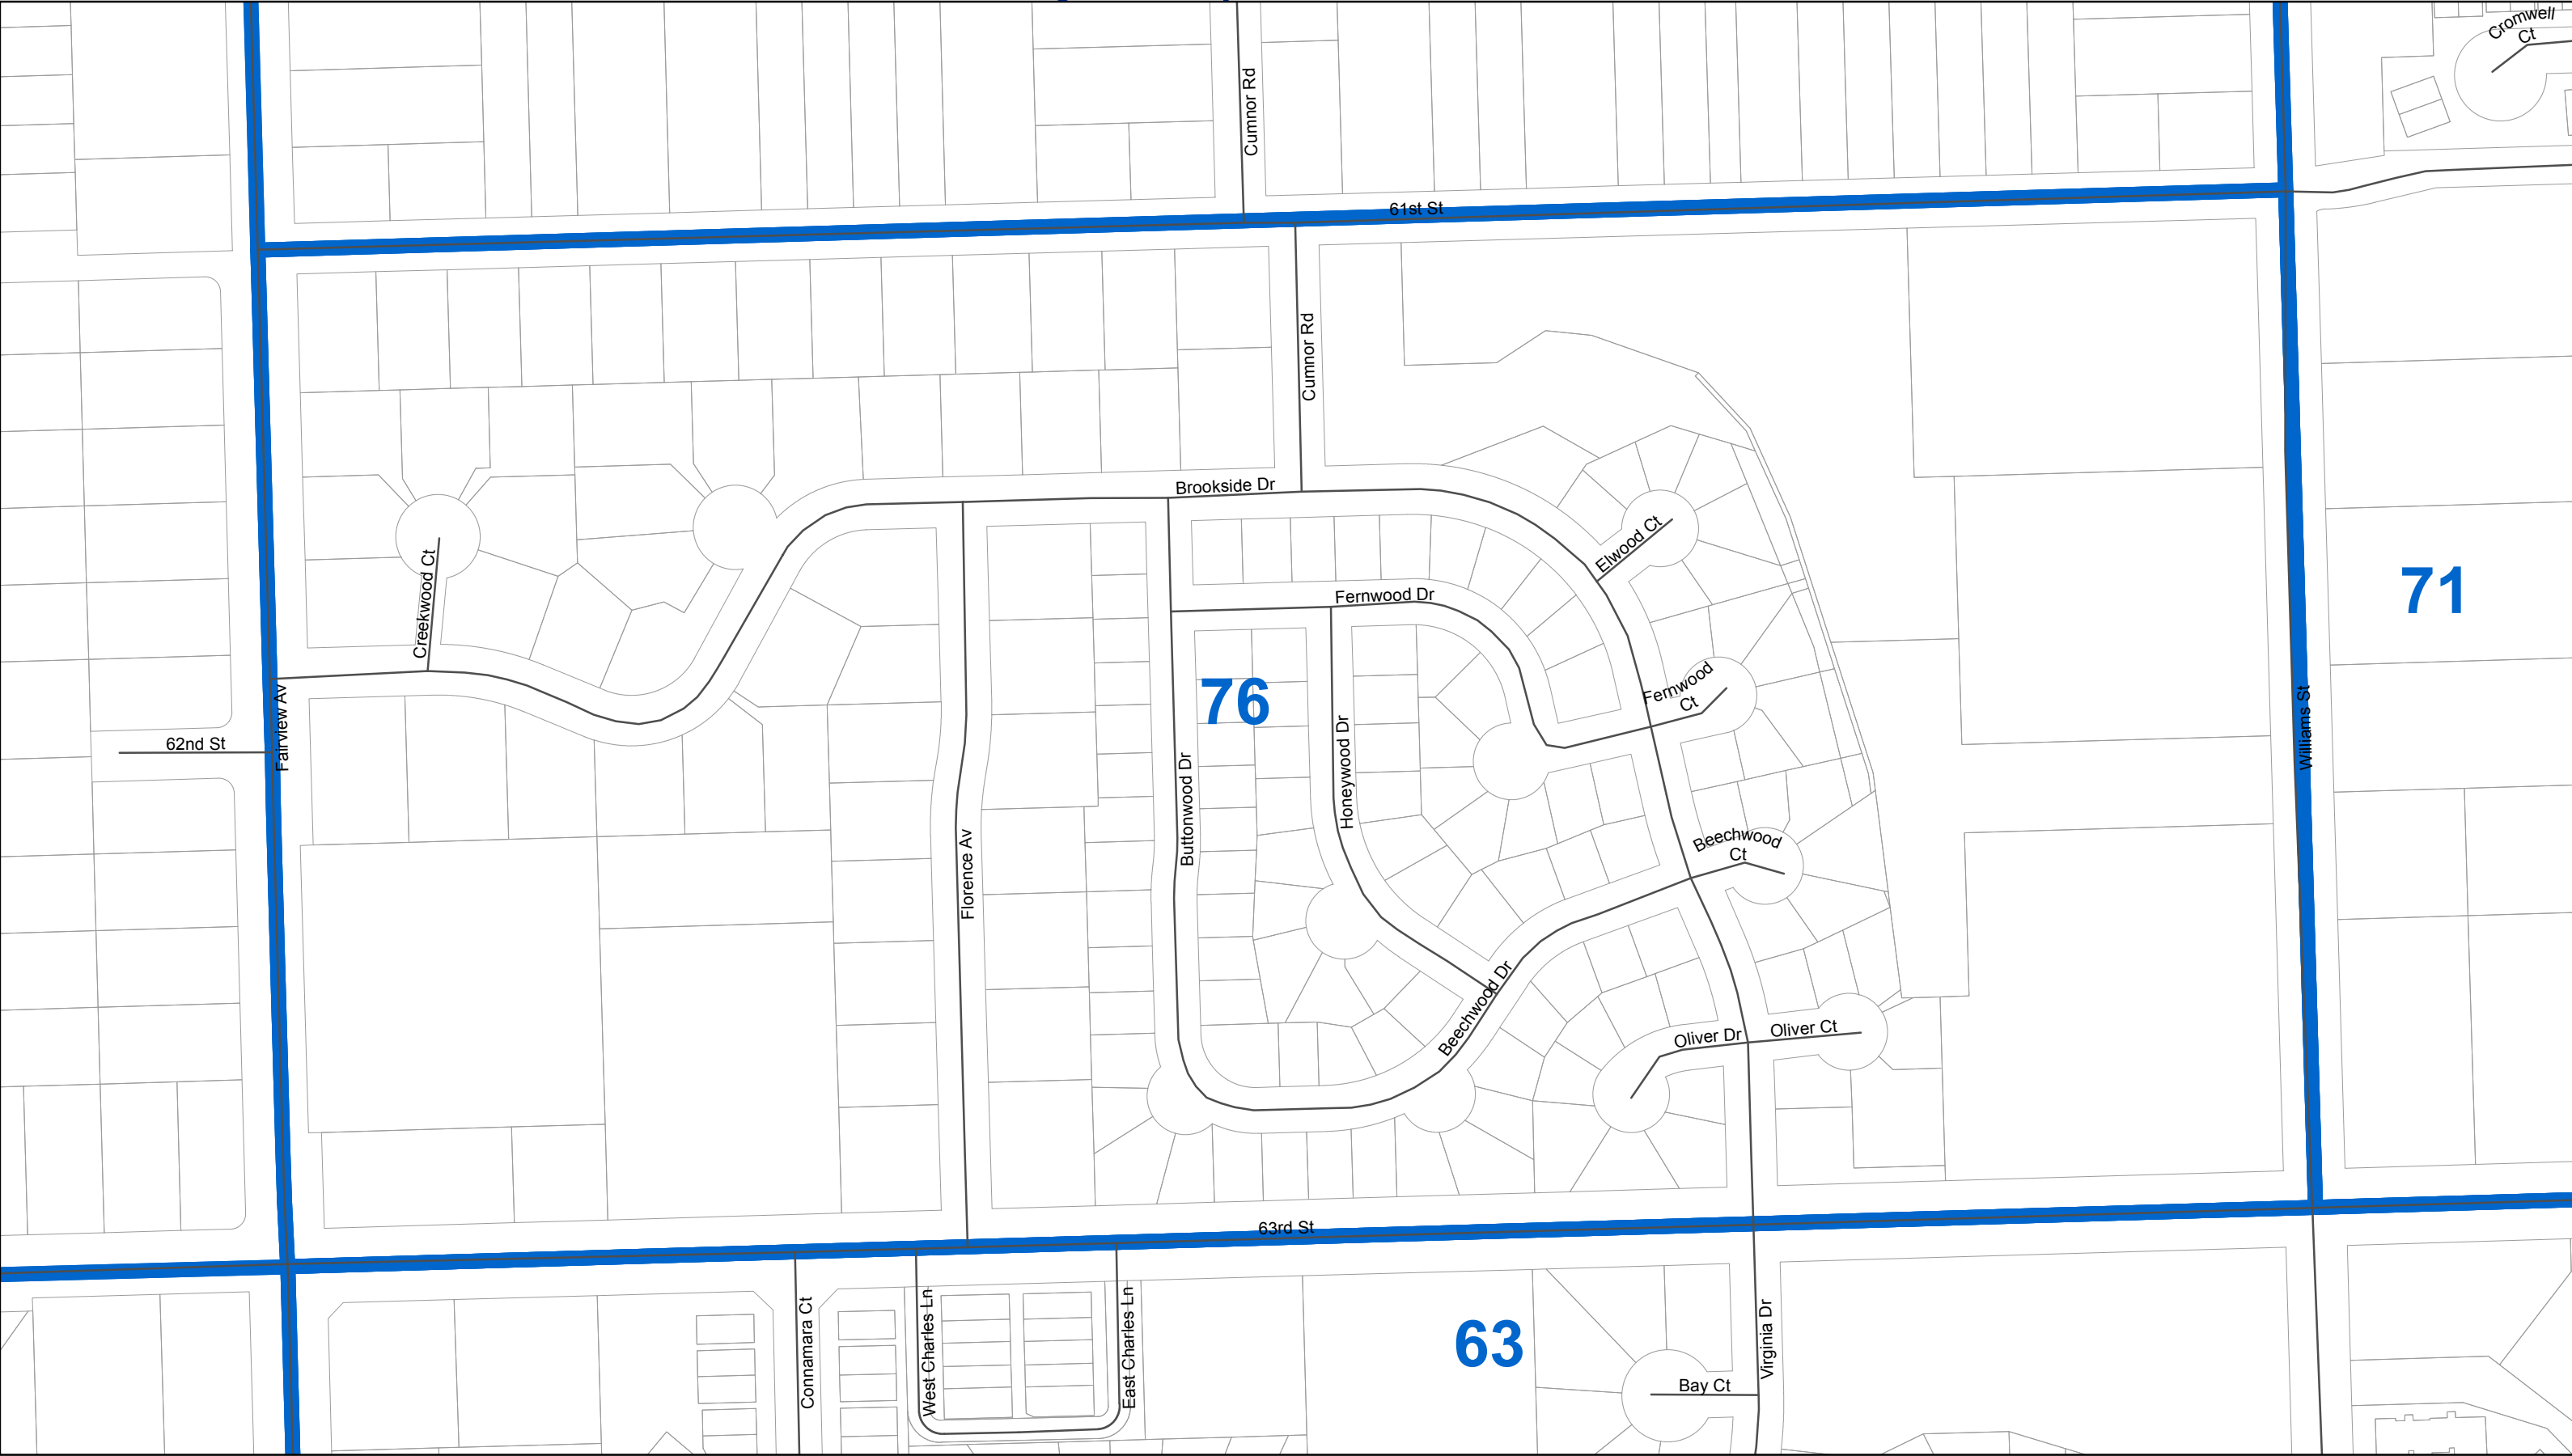 Cromwell
Ct
Cumnor Rd
61st St
Cumnor Rd
Brookside Dr
Elwood Ct
Creekwood Ct
Fernwood Dr
71
76
Fernwood
Ct
62nd St
Fairview Av
Williams St
Honeywood Dr
Buttonwood Dr
Florence Av
Beechwood
Ct
Beechwood Dr
Oliver Dr
Oliver Ct
63rd St
Connamara Ct
West Charles Ln
East Charles Ln
63
Virginia Dr
Bay Ct